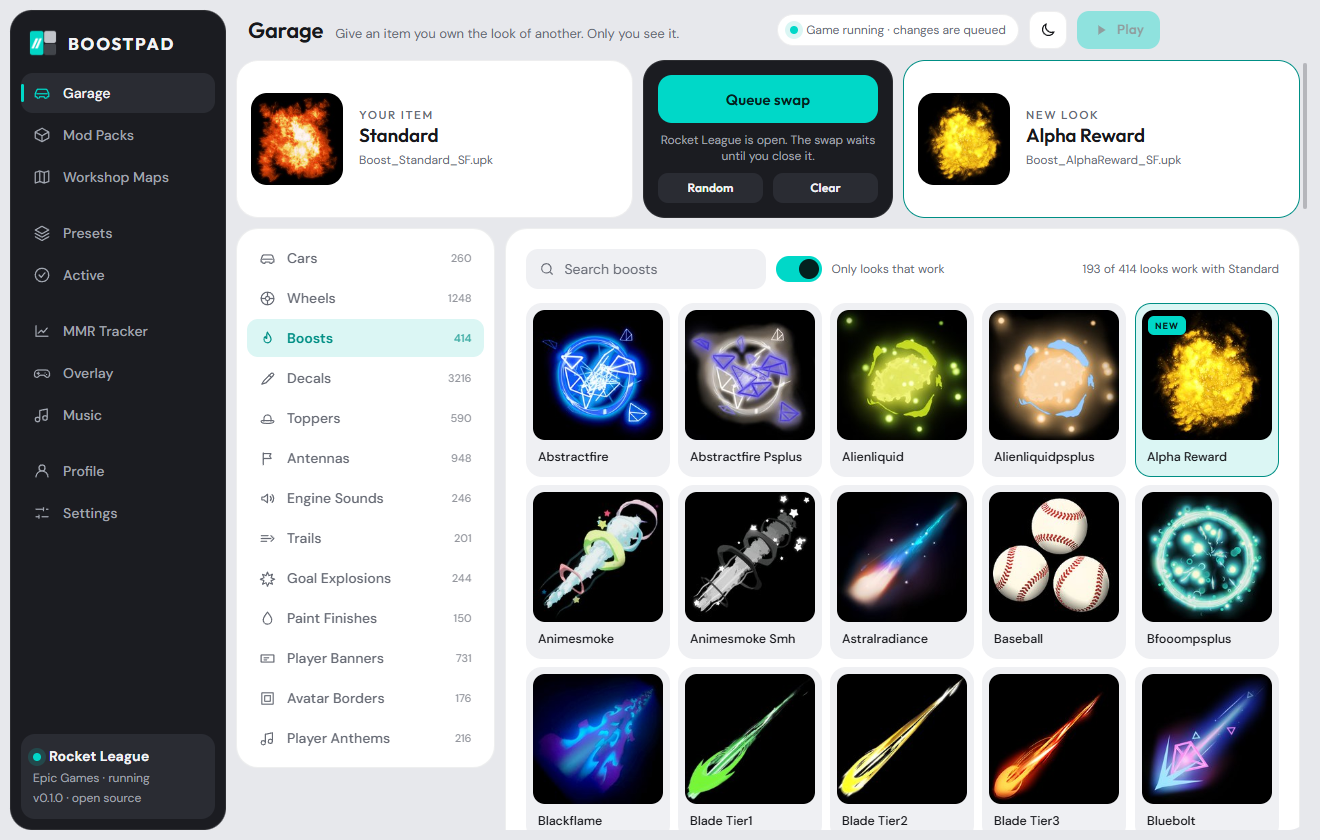 BOOSTPAD
Garage
Mod Packs
Workshop Maps
Presets
Active
MMR Tracker
Overlay
Music
Profile
Settings
Rocket League
Epic Games · running
v0.1.0 · open source
Garage
Give an item you own the look of another. Only you see it.
Game running · changes are queued
Play
YOUR ITEM
Standard
Boost_Standard_SF.upk
Queue swap
Rocket League is open. The swap waits
until you close it.
Random
Clear
NEW LOOK
Alpha Reward
Boost_AlphaReward_SF.upk
Cars 260
Wheels 1248
Boosts 414
Decals 3216
Toppers 590
Antennas 948
Engine Sounds 246
Trails 201
Goal Explosions 244
Paint Finishes 150
Player Banners 731
Avatar Borders 176
Player Anthems 216
Search boosts
Only looks that work
193 of 414 looks work with Standard
Abstractfire
Abstractfire Psplus
Alienliquid
Alienliquidpsplus
NEW
Alpha Reward
Animesmoke
Animesmoke Smh
Astralradiance
Baseball
Bfooompsplus
Blackflame
Blade Tier1
Blade Tier2
Blade Tier3
Bluebolt